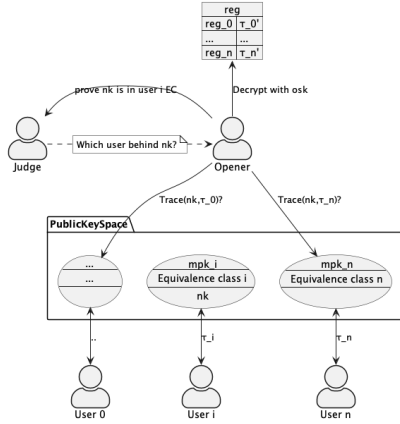 reg
reg_0 τ_0'
... ...
reg_n τ_n'
prove nk is in user i EC
Decrypt with osk
Which user behind nk?
Judge
Opener
Trace(nk,τ_0)?
Trace(nk,τ_n)?
PublicKeySpace
...
...
mpk_i
Equivalence class i
nk
mpk_n
Equivalence class n
..
τ_i
τ_n
User 0
User i
User n